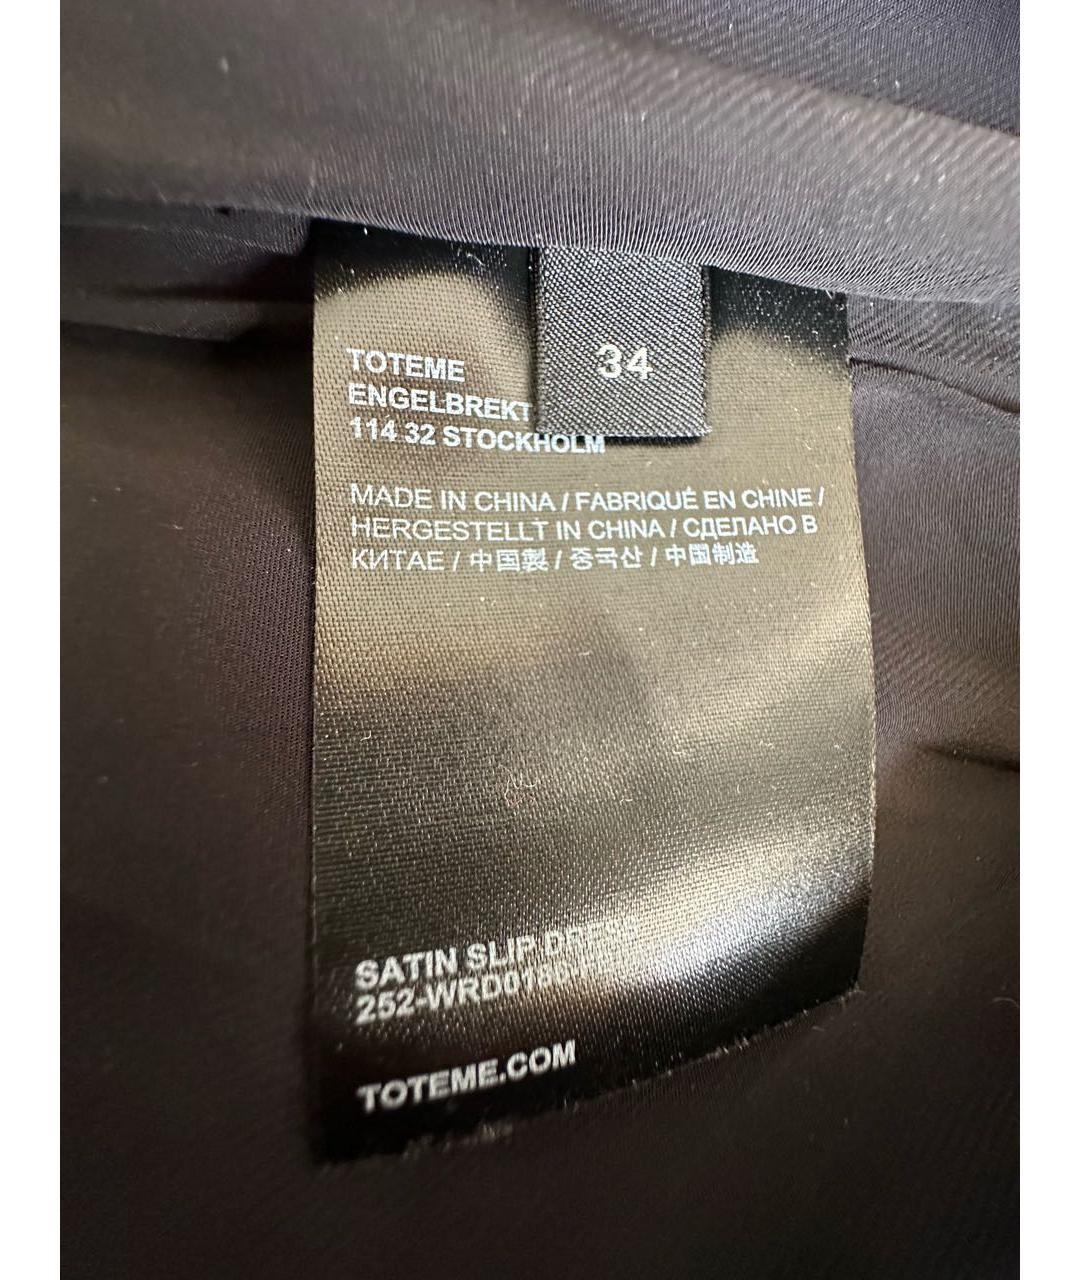 34
TOTEME
114 32 STOCKHOLM
MADE IN CHINA / FABRIQUÉ EN CHINE /
HERGESTELLT IN CHINA / СДЕЛАНО В
КИТАЕ / 中国製 / 중국산 / 中国制造
SATIN SLIP DRESS
TOTEME.COM